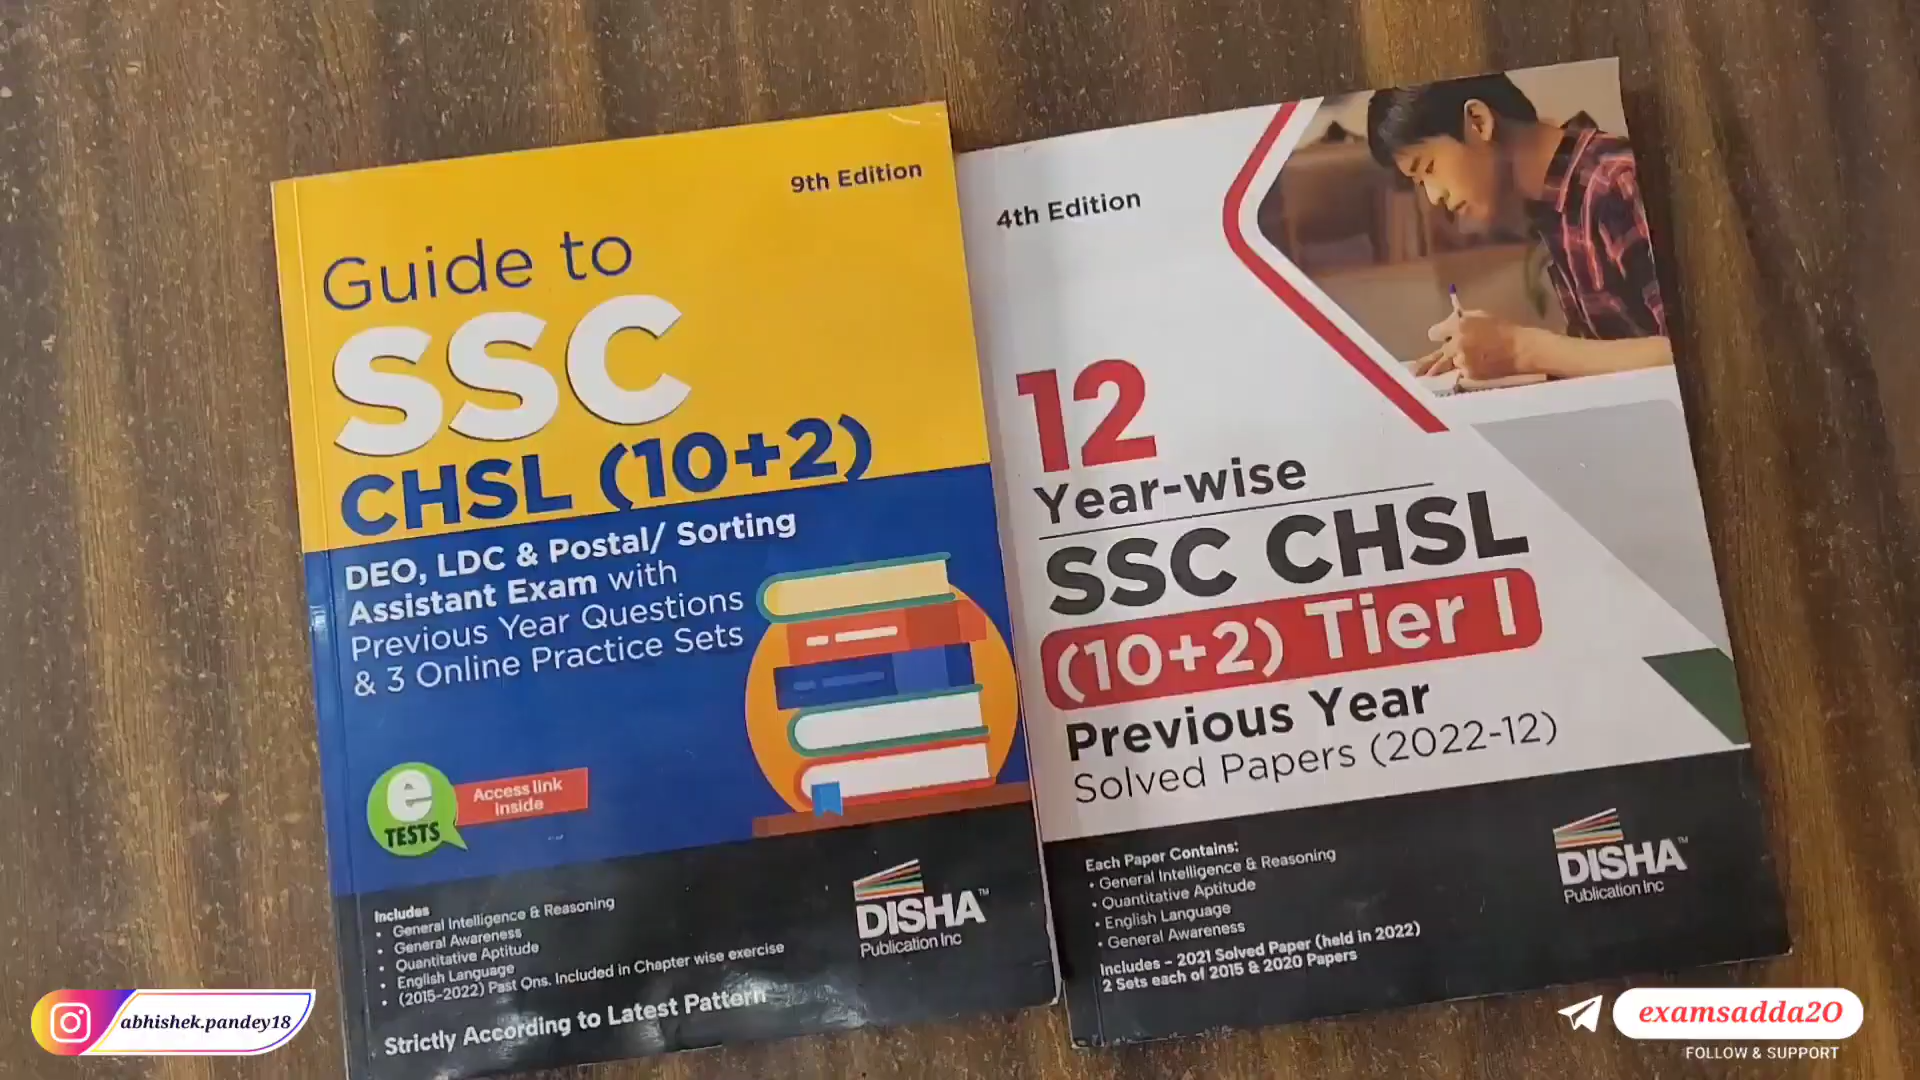 9th Edition
Guide to
SSC
CHSL (10+2)
DEO, LDC & Postal/ Sorting
Assistant Exam with
Previous Year Questions
& 3 Online Practice Sets
e
TESTS
Access link
inside
Includes
• General Intelligence & Reasoning
• General Awareness
• Quantitative Aptitude
• English Language
• (2015-2022) Past Qns. Included in Chapter wise exercise
Strictly According to Latest Pattern
DISHA™
Publication Inc
4th Edition
12
Year-wise
SSC CHSL
(10+2) Tier I
Previous Year
Solved Papers (2022-12)
Each Paper Contains:
• General Intelligence & Reasoning
• Quantitative Aptitude
• English Language
• General Awareness
Includes – 2021 Solved Paper (held in 2022)
2 Sets each of 2015 & 2020 Papers
DISHA™
Publication Inc
abhishek.pandey18
examsadda20
FOLLOW & SUPPORT